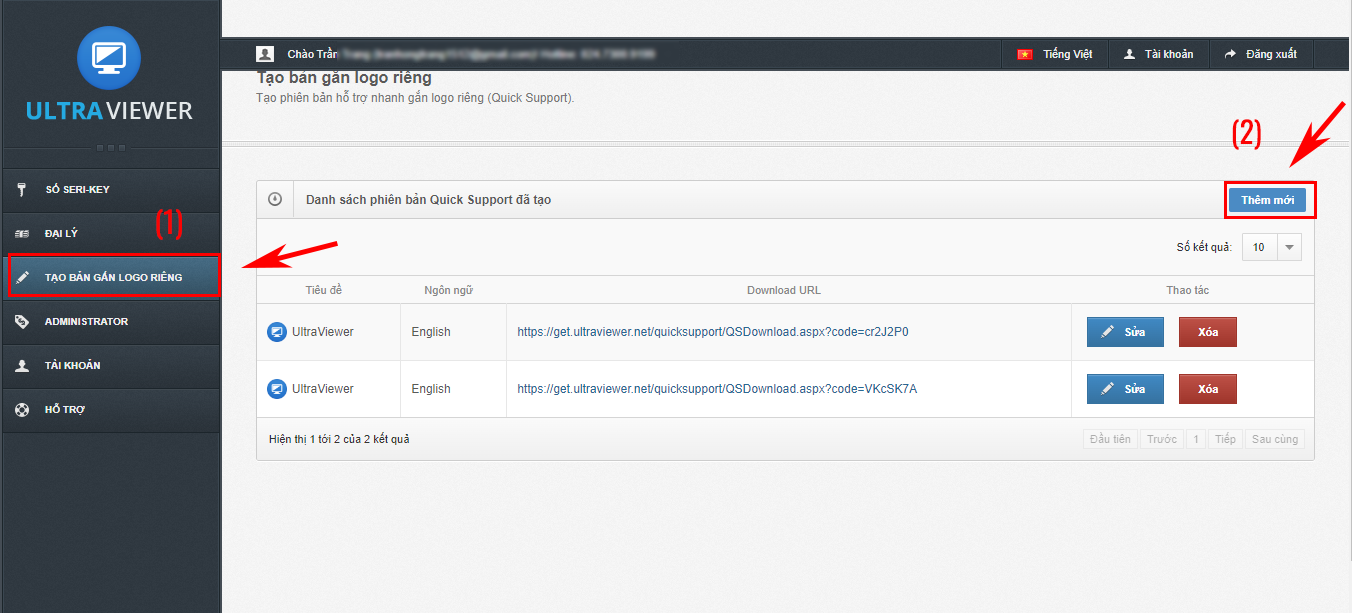 ULTRAVIEWER
SỐ SERI-KEY
(1)
ĐẠI LÝ
TẠO BẢN GẮN LOGO RIÊNG
ADMINISTRATOR
TÀI KHOẢN
HỖ TRỢ
Chào Trần
Tiếng Việt
Tài khoản
Đăng xuất
Tạo bản gắn logo riêng
Tạo phiên bản hỗ trợ nhanh gắn logo riêng (Quick Support).
(2)
Danh sách phiên bản Quick Support đã tạo
Thêm mới
Số kết quả: 10
Tiêu đề Ngôn ngữ Download URL Thao tác
UltraViewer English https://get.ultraviewer.net/quicksupport/QSDownload.aspx?code=cr2J2P0 Sửa Xóa
UltraViewer English https://get.ultraviewer.net/quicksupport/QSDownload.aspx?code=VKcSK7A Sửa Xóa
Hiện thị 1 tới 2 của 2 kết quả
Đầu tiên Trước 1 Tiếp Sau cùng